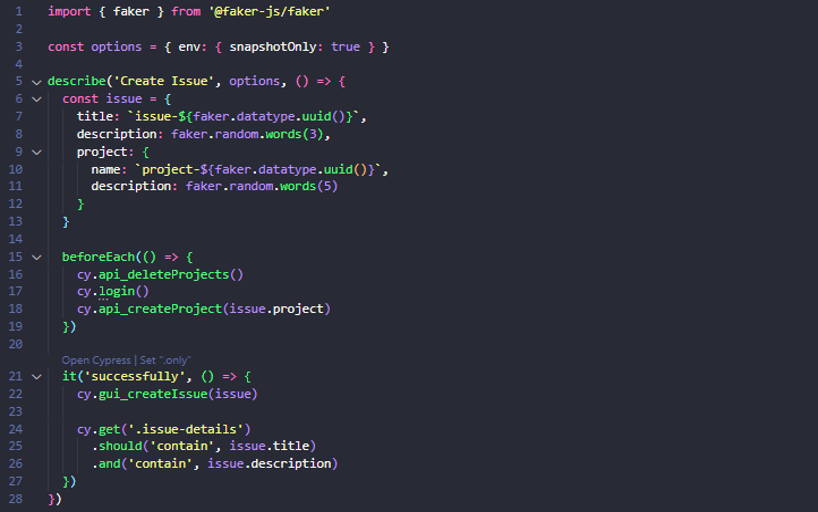 1 import { faker } from '@faker-js/faker'
2
3 const options = { env: { snapshotOnly: true } }
4
5 describe('Create Issue', options, () => {
6 const issue = {
7 title: `issue-${faker.datatype.uuid()}`,
8 description: faker.random.words(3),
9 project: {
10 name: `project-${faker.datatype.uuid()}`,
11 description: faker.random.words(5)
12 }
13 }
14
15 beforeEach(() => {
16 cy.api_deleteProjects()
17 cy.login()
18 cy.api_createProject(issue.project)
19 })
20
Open Cypress | Set ".only"
21 it('successfully', () => {
22 cy.gui_createIssue(issue)
23
24 cy.get('.issue-details')
25 .should('contain', issue.title)
26 .and('contain', issue.description)
27 })
28 })